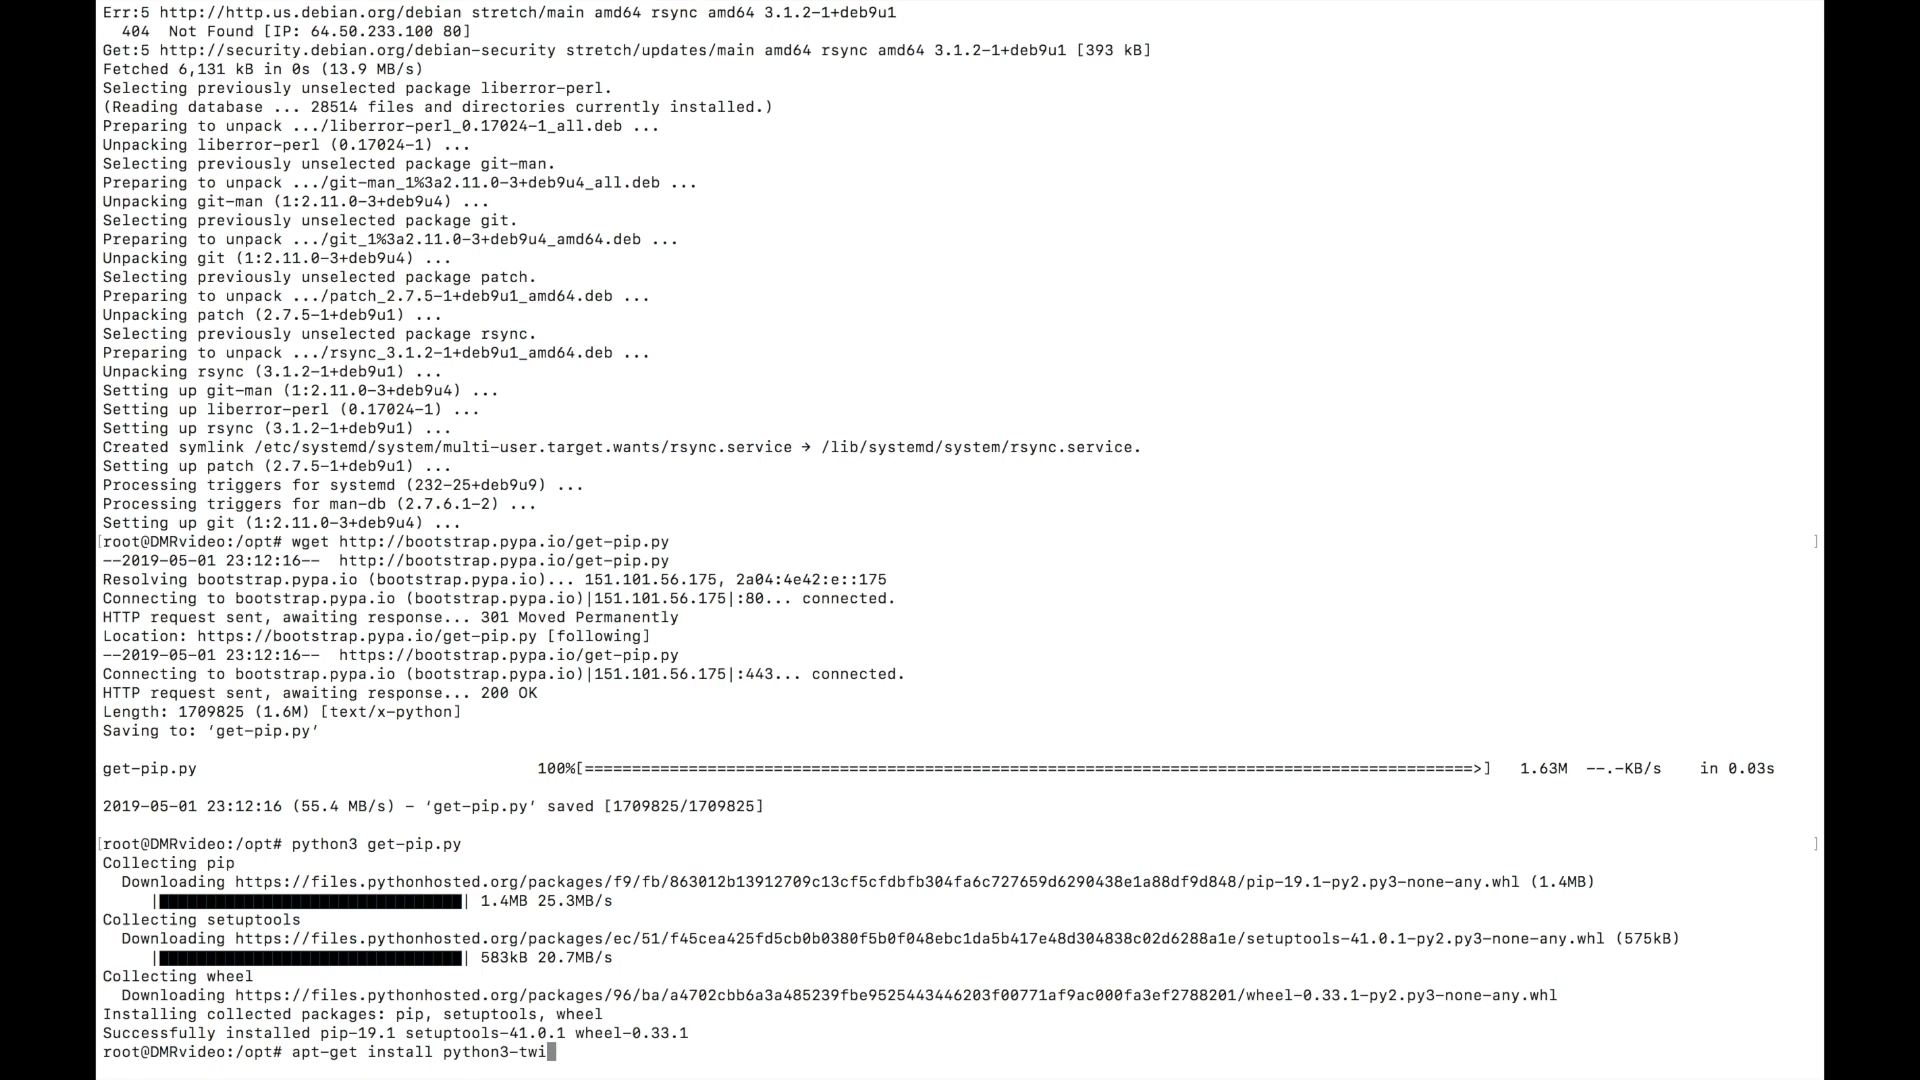 Err:5 http://http.us.debian.org/debian stretch/main amd64 rsync amd64 3.1.2-1+deb9u1
  404  Not Found [IP: 64.50.233.100 80]
Get:5 http://security.debian.org/debian-security stretch/updates/main amd64 rsync amd64 3.1.2-1+deb9u1 [393 kB]
Fetched 6,131 kB in 0s (13.9 MB/s)
Selecting previously unselected package liberror-perl.
(Reading database ... 28514 files and directories currently installed.)
Preparing to unpack .../liberror-perl_0.17024-1_all.deb ...
Unpacking liberror-perl (0.17024-1) ...
Selecting previously unselected package git-man.
Preparing to unpack .../git-man_1%3a2.11.0-3+deb9u4_all.deb ...
Unpacking git-man (1:2.11.0-3+deb9u4) ...
Selecting previously unselected package git.
Preparing to unpack .../git_1%3a2.11.0-3+deb9u4_amd64.deb ...
Unpacking git (1:2.11.0-3+deb9u4) ...
Selecting previously unselected package patch.
Preparing to unpack .../patch_2.7.5-1+deb9u1_amd64.deb ...
Unpacking patch (2.7.5-1+deb9u1) ...
Selecting previously unselected package rsync.
Preparing to unpack .../rsync_3.1.2-1+deb9u1_amd64.deb ...
Unpacking rsync (3.1.2-1+deb9u1) ...
Setting up git-man (1:2.11.0-3+deb9u4) ...
Setting up liberror-perl (0.17024-1) ...
Setting up rsync (3.1.2-1+deb9u1) ...
Created symlink /etc/systemd/system/multi-user.target.wants/rsync.service → /lib/systemd/system/rsync.service.
Setting up patch (2.7.5-1+deb9u1) ...
Processing triggers for systemd (232-25+deb9u9) ...
Processing triggers for man-db (2.7.6.1-2) ...
Setting up git (1:2.11.0-3+deb9u4) ...
[root@DMRvideo:/opt# wget http://bootstrap.pypa.io/get-pip.py ]
--2019-05-01 23:12:16--  http://bootstrap.pypa.io/get-pip.py
Resolving bootstrap.pypa.io (bootstrap.pypa.io)... 151.101.56.175, 2a04:4e42:e::175
Connecting to bootstrap.pypa.io (bootstrap.pypa.io)|151.101.56.175|:80... connected.
HTTP request sent, awaiting response... 301 Moved Permanently
Location: https://bootstrap.pypa.io/get-pip.py [following]
--2019-05-01 23:12:16--  https://bootstrap.pypa.io/get-pip.py
Connecting to bootstrap.pypa.io (bootstrap.pypa.io)|151.101.56.175|:443... connected.
HTTP request sent, awaiting response... 200 OK
Length: 1709825 (1.6M) [text/x-python]
Saving to: ‘get-pip.py’
get-pip.py 100%[==============================================================================================>] 1.63M --.-KB/s in 0.03s
2019-05-01 23:12:16 (55.4 MB/s) - ‘get-pip.py’ saved [1709825/1709825]
[root@DMRvideo:/opt# python3 get-pip.py ]
Collecting pip
  Downloading https://files.pythonhosted.org/packages/f9/fb/863012b13912709c13cf5cfdbfb304fa6c727659d6290438e1a88df9d848/pip-19.1-py2.py3-none-any.whl (1.4MB)
     |████████████████████████████████| 1.4MB 25.3MB/s
Collecting setuptools
  Downloading https://files.pythonhosted.org/packages/ec/51/f45cea425fd5cb0b0380f5b0f048ebc1da5b417e48d304838c02d6288a1e/setuptools-41.0.1-py2.py3-none-any.whl (575kB)
     |████████████████████████████████| 583kB 20.7MB/s
Collecting wheel
  Downloading https://files.pythonhosted.org/packages/96/ba/a4702cbb6a3a485239fbe9525443446203f00771af9ac000fa3ef2788201/wheel-0.33.1-py2.py3-none-any.whl
Installing collected packages: pip, setuptools, wheel
Successfully installed pip-19.1 setuptools-41.0.1 wheel-0.33.1
root@DMRvideo:/opt# apt-get install python3-twi